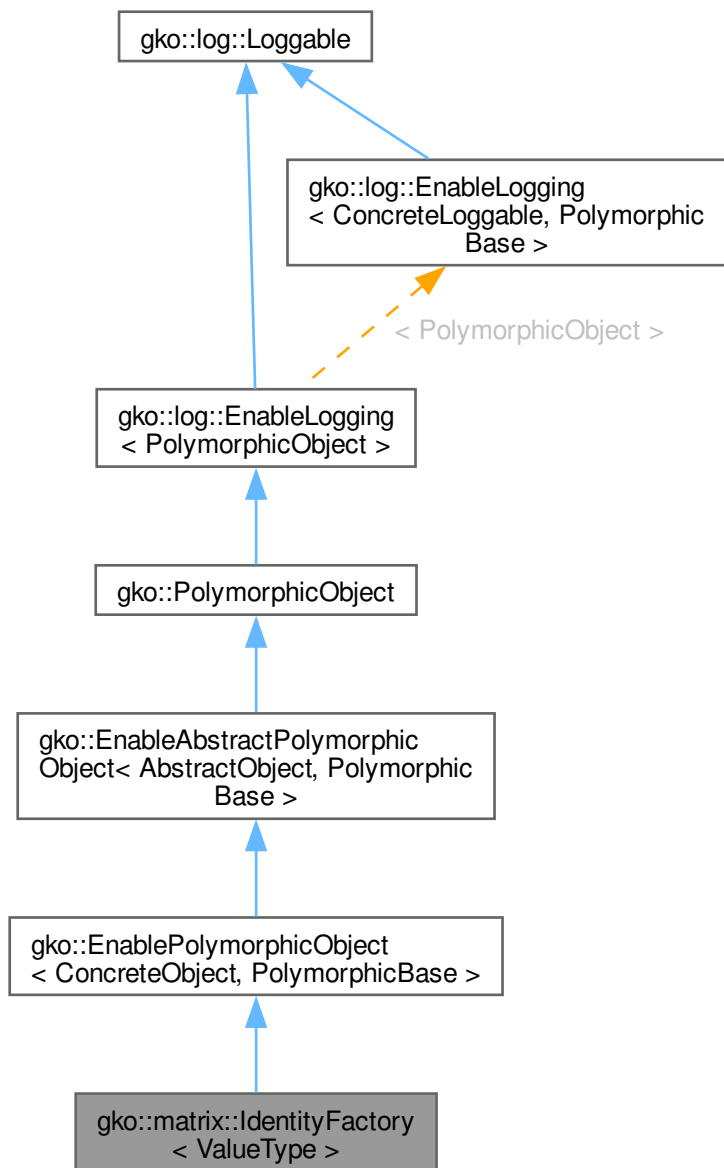 gko::log::Loggable
gko::log::EnableLogging
< ConcreteLoggable, Polymorphic
Base >
< PolymorphicObject >
gko::log::EnableLogging
< PolymorphicObject >
gko::PolymorphicObject
gko::EnableAbstractPolymorphic
Object< AbstractObject, Polymorphic
Base >
gko::EnablePolymorphicObject
< ConcreteObject, PolymorphicBase >
gko::matrix::IdentityFactory
< ValueType >